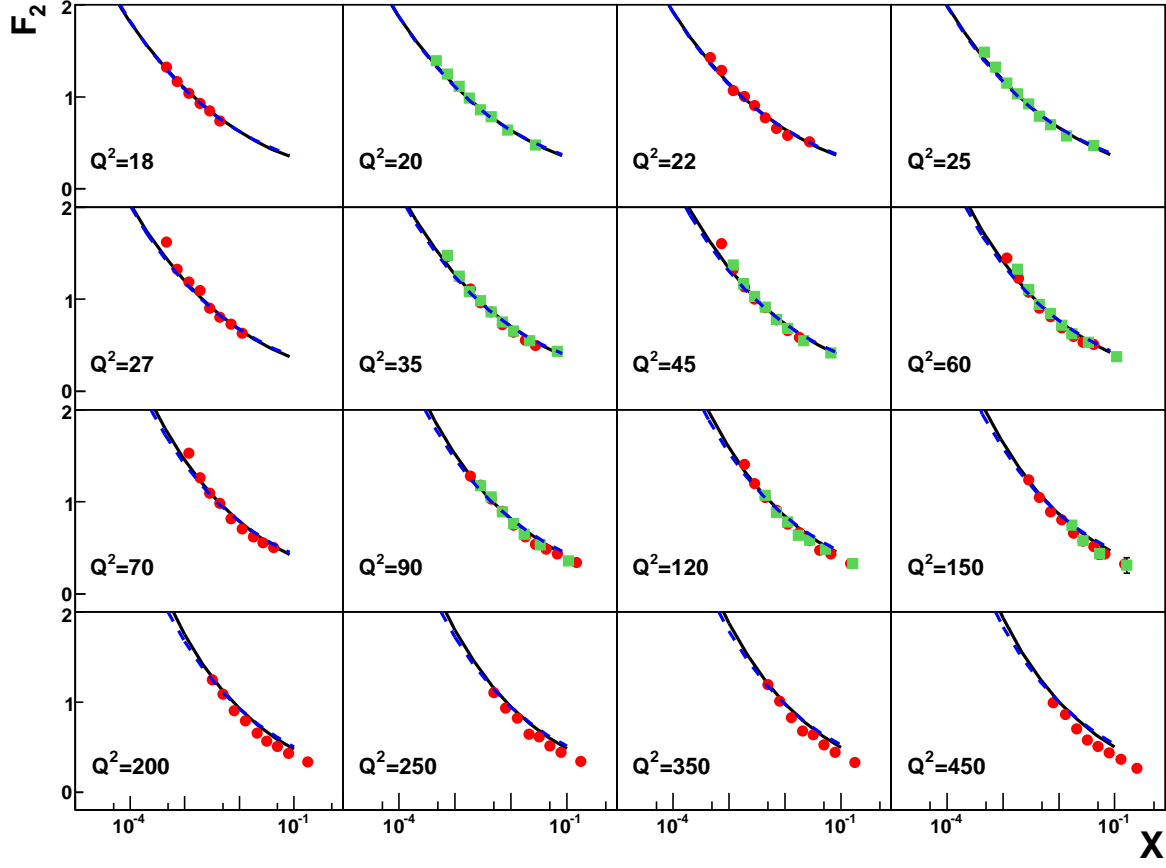 F₂
2
1
0
Q²=18
Q²=20
Q²=22
Q²=25
2
1
0
Q²=27
Q²=35
Q²=45
Q²=60
2
1
0
Q²=70
Q²=90
Q²=120
Q²=150
2
1
0
Q²=200
Q²=250
Q²=350
Q²=450
10⁻⁴ 10⁻¹ 10⁻⁴ 10⁻¹ 10⁻⁴ 10⁻¹ 10⁻⁴ 10⁻¹
X